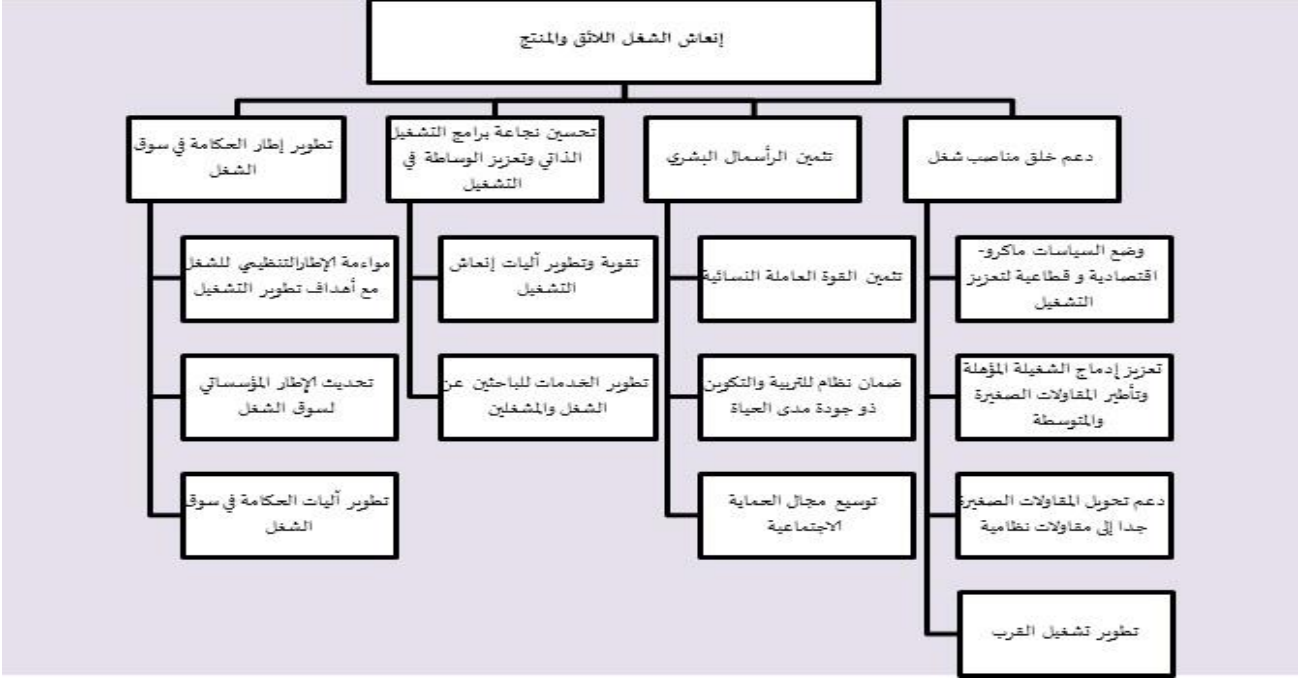 إنعاش الشغل اللائق والمنتج
دعم خلق مناصب شغل
وضع السياسات ماكرو-
اقتصادية و قطاعية لتعزيز
التشغيل
تعزيز إدماج الشغيلة المؤهلة
وتأطير المقاولات الصغيرة
والمتوسطة
دعم تحويل المقاولات الصغيرة
جدا إلى مقاولات نظامية
تطوير تشغيل القرب
تثمين الرأسمال البشري
تثمين القوة العاملة النسائية
ضمان نظام للتربية والتكوين
ذو جودة مدى الحياة
توسيع مجال الحماية
الاجتماعية
تحسين نجاعة برامج التشغيل
الذاتي وتعزيز الوساطة في
التشغيل
تقوية وتطوير آليات إنعاش
التشغيل
تطوير الخدمات للباحثين عن
الشغل والمشغلين
تطوير إطار الحكامة في سوق
الشغل
مواءمة الإطارالتنظيمي للشغل
مع أهداف تطوير التشغيل
تحديث الإطار المؤسساتي
لسوق الشغل
تطوير آليات الحكامة في سوق
الشغل